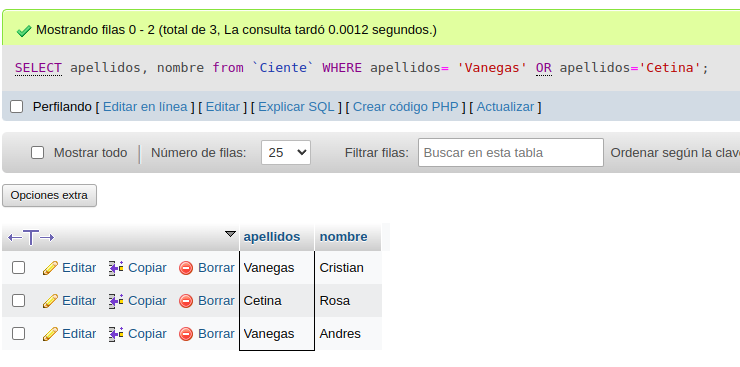 Mostrando filas 0 - 2 (total de 3, La consulta tardó 0.0012 segundos.)
SELECT apellidos, nombre from `Ciente` WHERE apellidos= 'Vanegas' OR apellidos='Cetina';
Perfilando [ Editar en línea ] [ Editar ] [ Explicar SQL ] [ Crear código PHP ] [ Actualizar ]
Mostrar todo | Número de filas: 25 Filtrar filas: Buscar en esta tabla Ordenar según la clave
Opciones extra
apellidos nombre
Editar Copiar Borrar Vanegas Cristian
Editar Copiar Borrar Cetina Rosa
Editar Copiar Borrar Vanegas Andres